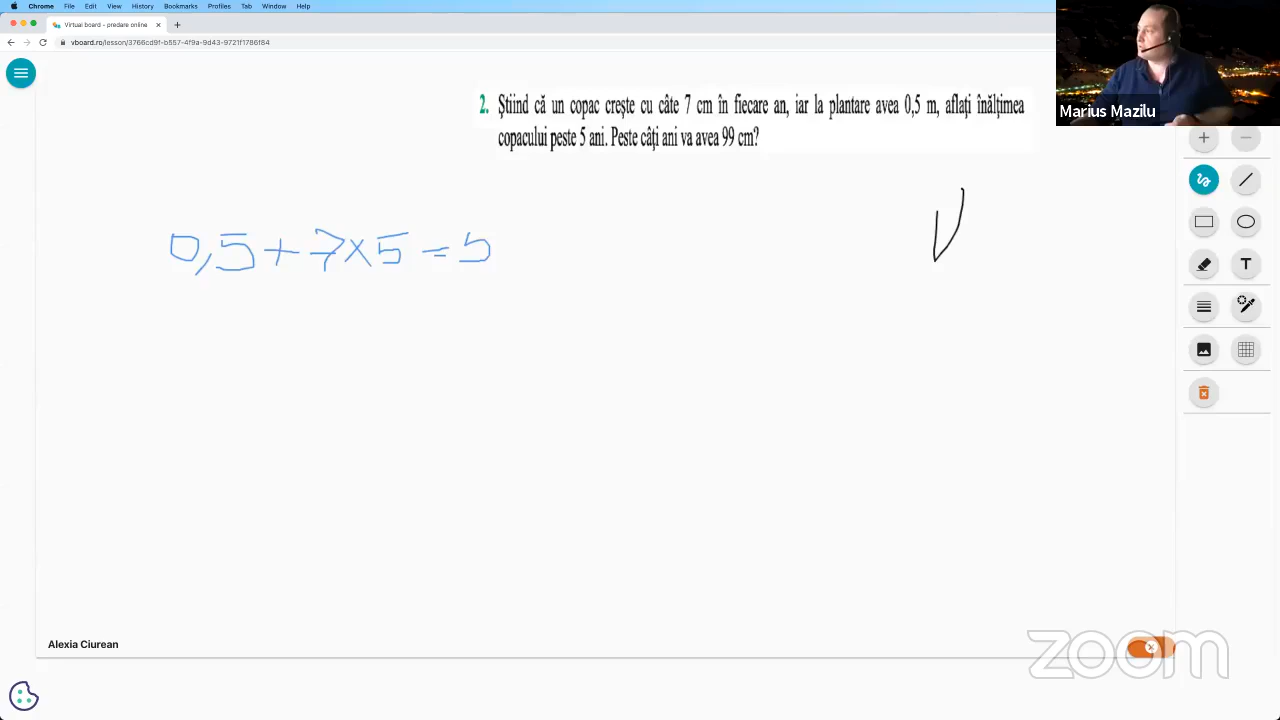 Chrome File Edit View History Bookmarks Profiles Tab Window Help
Virtual board - predare online
vboard.ro/lesson/3766cd9f-b557-4f9a-9d43-9721f1786f84
Marius Mazilu
2. Știind că un copac crește cu câte 7 cm în fiecare an, iar la plantare avea 0,5 m, aflați înălțimea
copacului peste 5 ani. Peste câți ani va avea 99 cm?
0,5+7×5=5
T
Alexia Ciurean
zoom